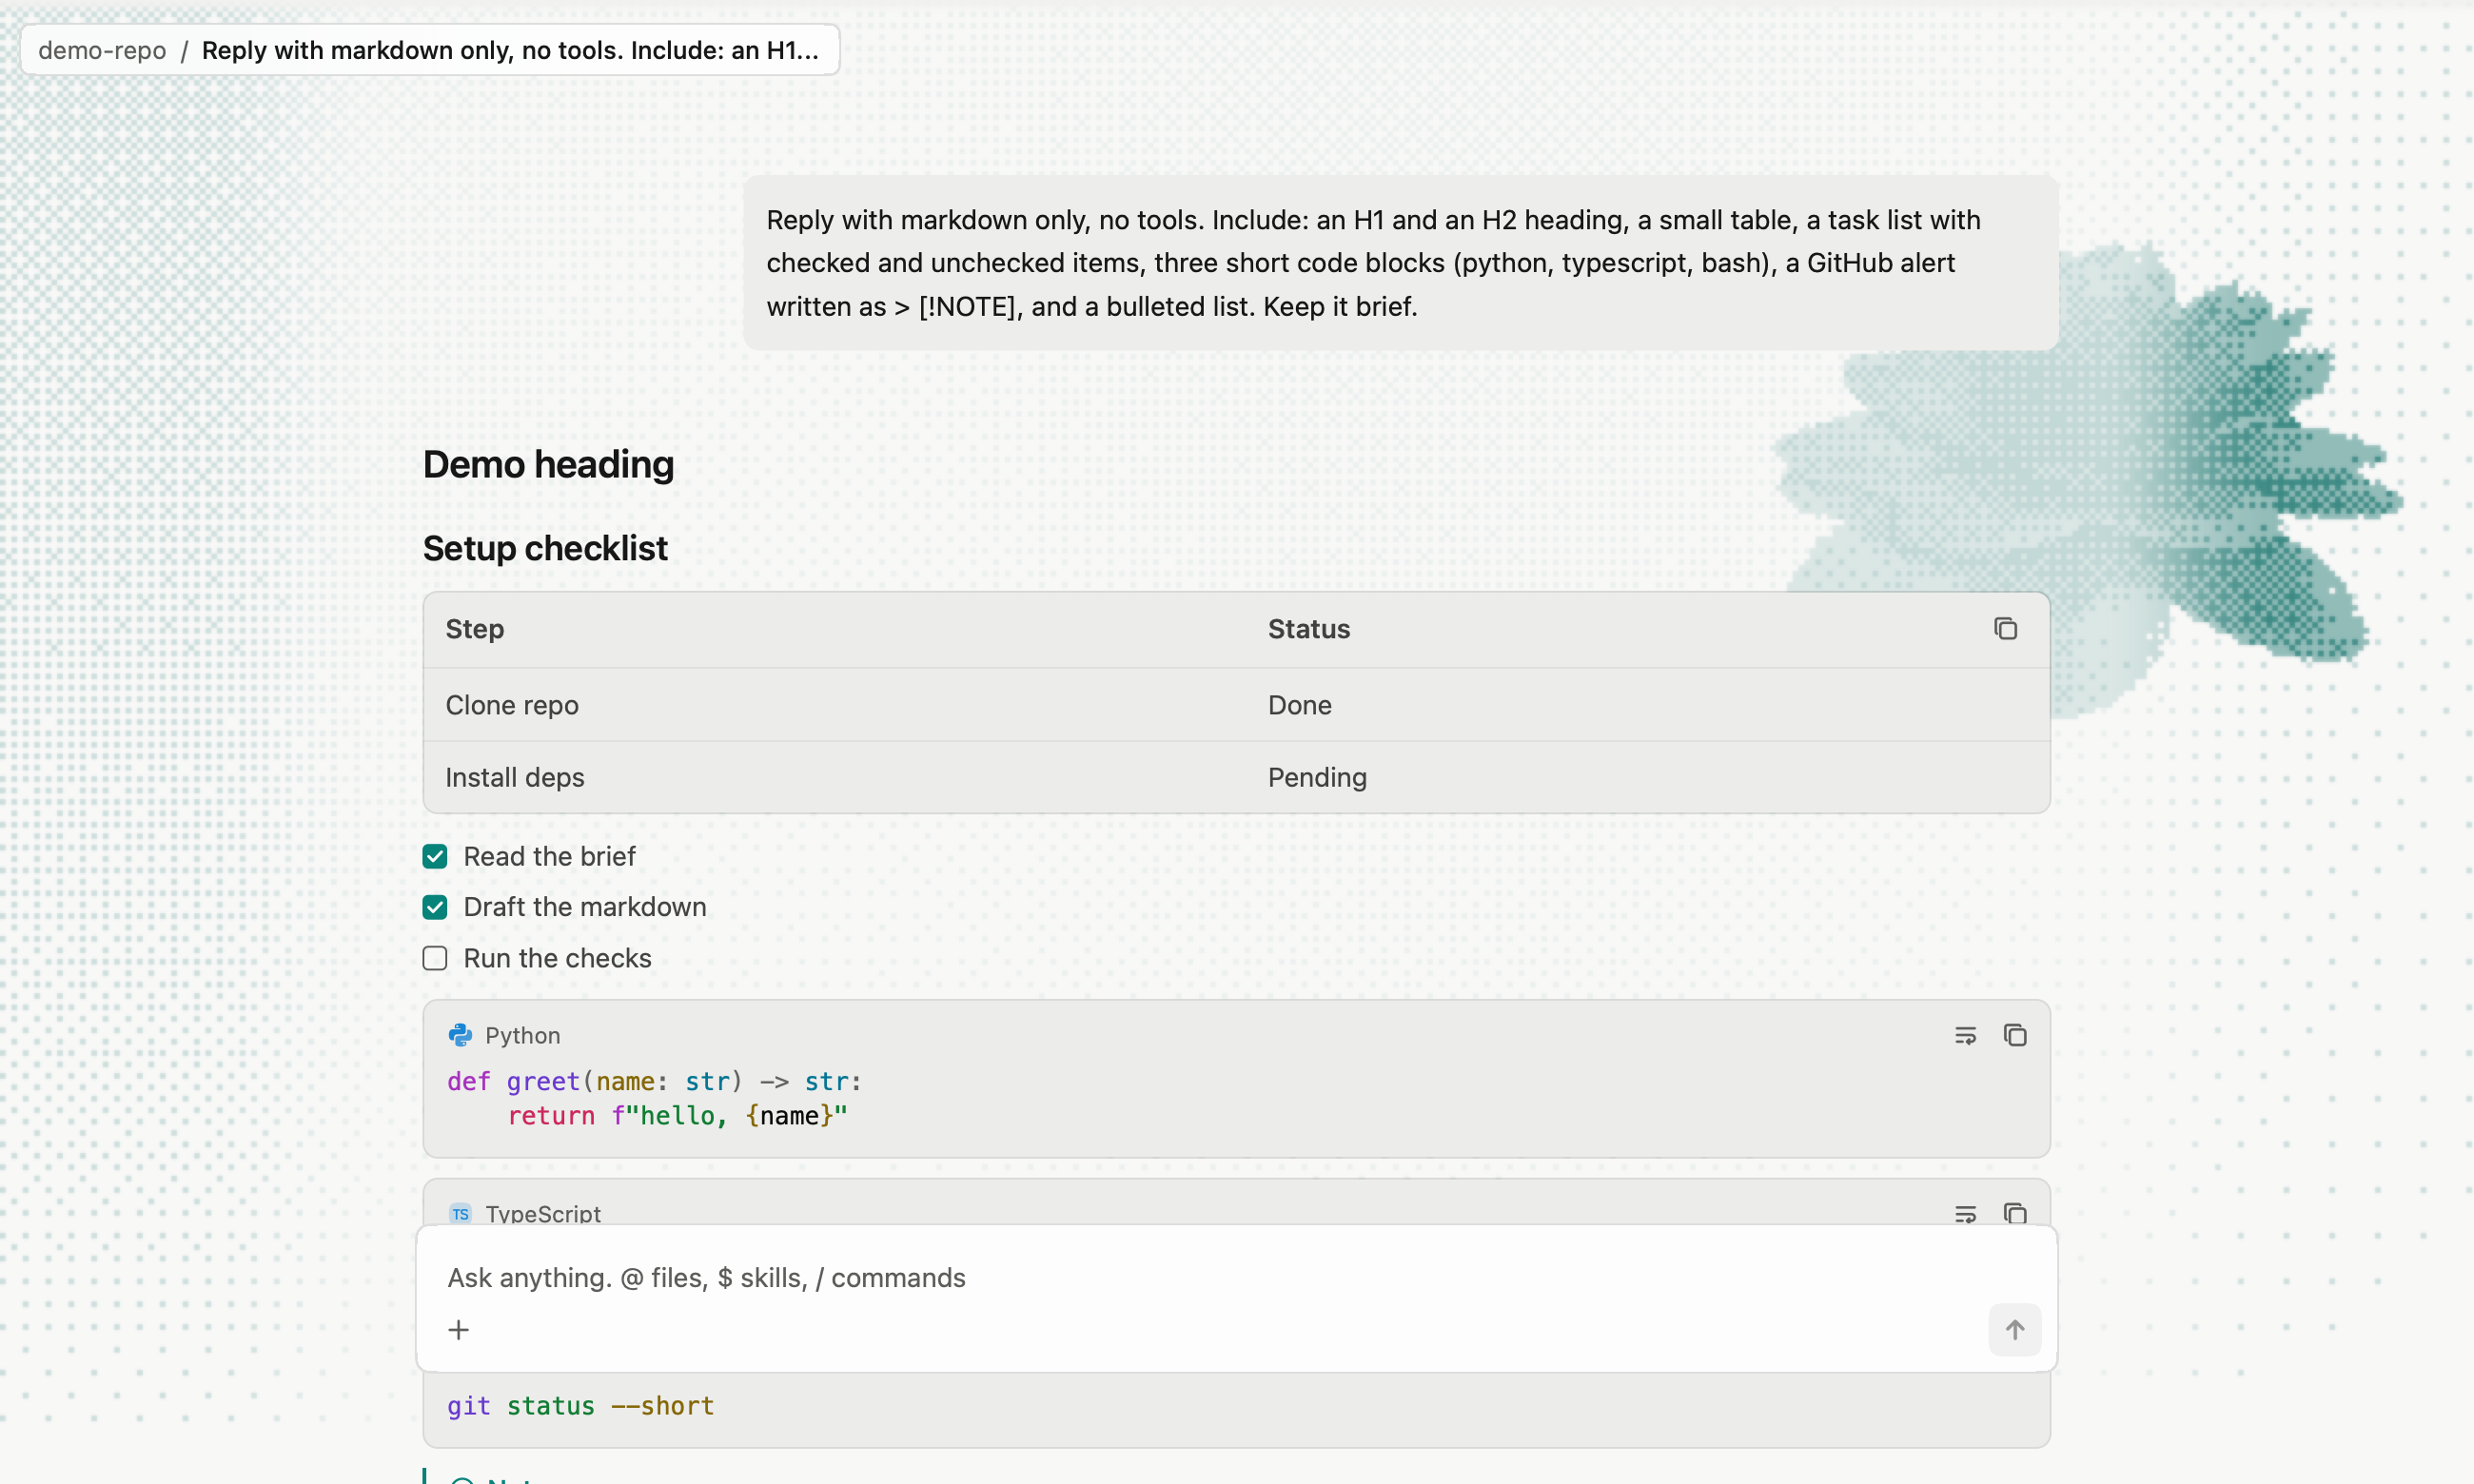 demo-repo / Reply with markdown only, no tools. Include: an H1...
Reply with markdown only, no tools. Include: an H1 and an H2 heading, a small table, a task list with
checked and unchecked items, three short code blocks (python, typescript, bash), a GitHub alert
written as > [!NOTE], and a bulleted list. Keep it brief.
Demo heading
Setup checklist
Step Status
Clone repo Done
Install deps Pending
Read the brief
Draft the markdown
Run the checks
Python
def greet(name: str) -> str:
    return f"hello, {name}"
TS TypeScript
Ask anything. @ files, $ skills, / commands
git status --short